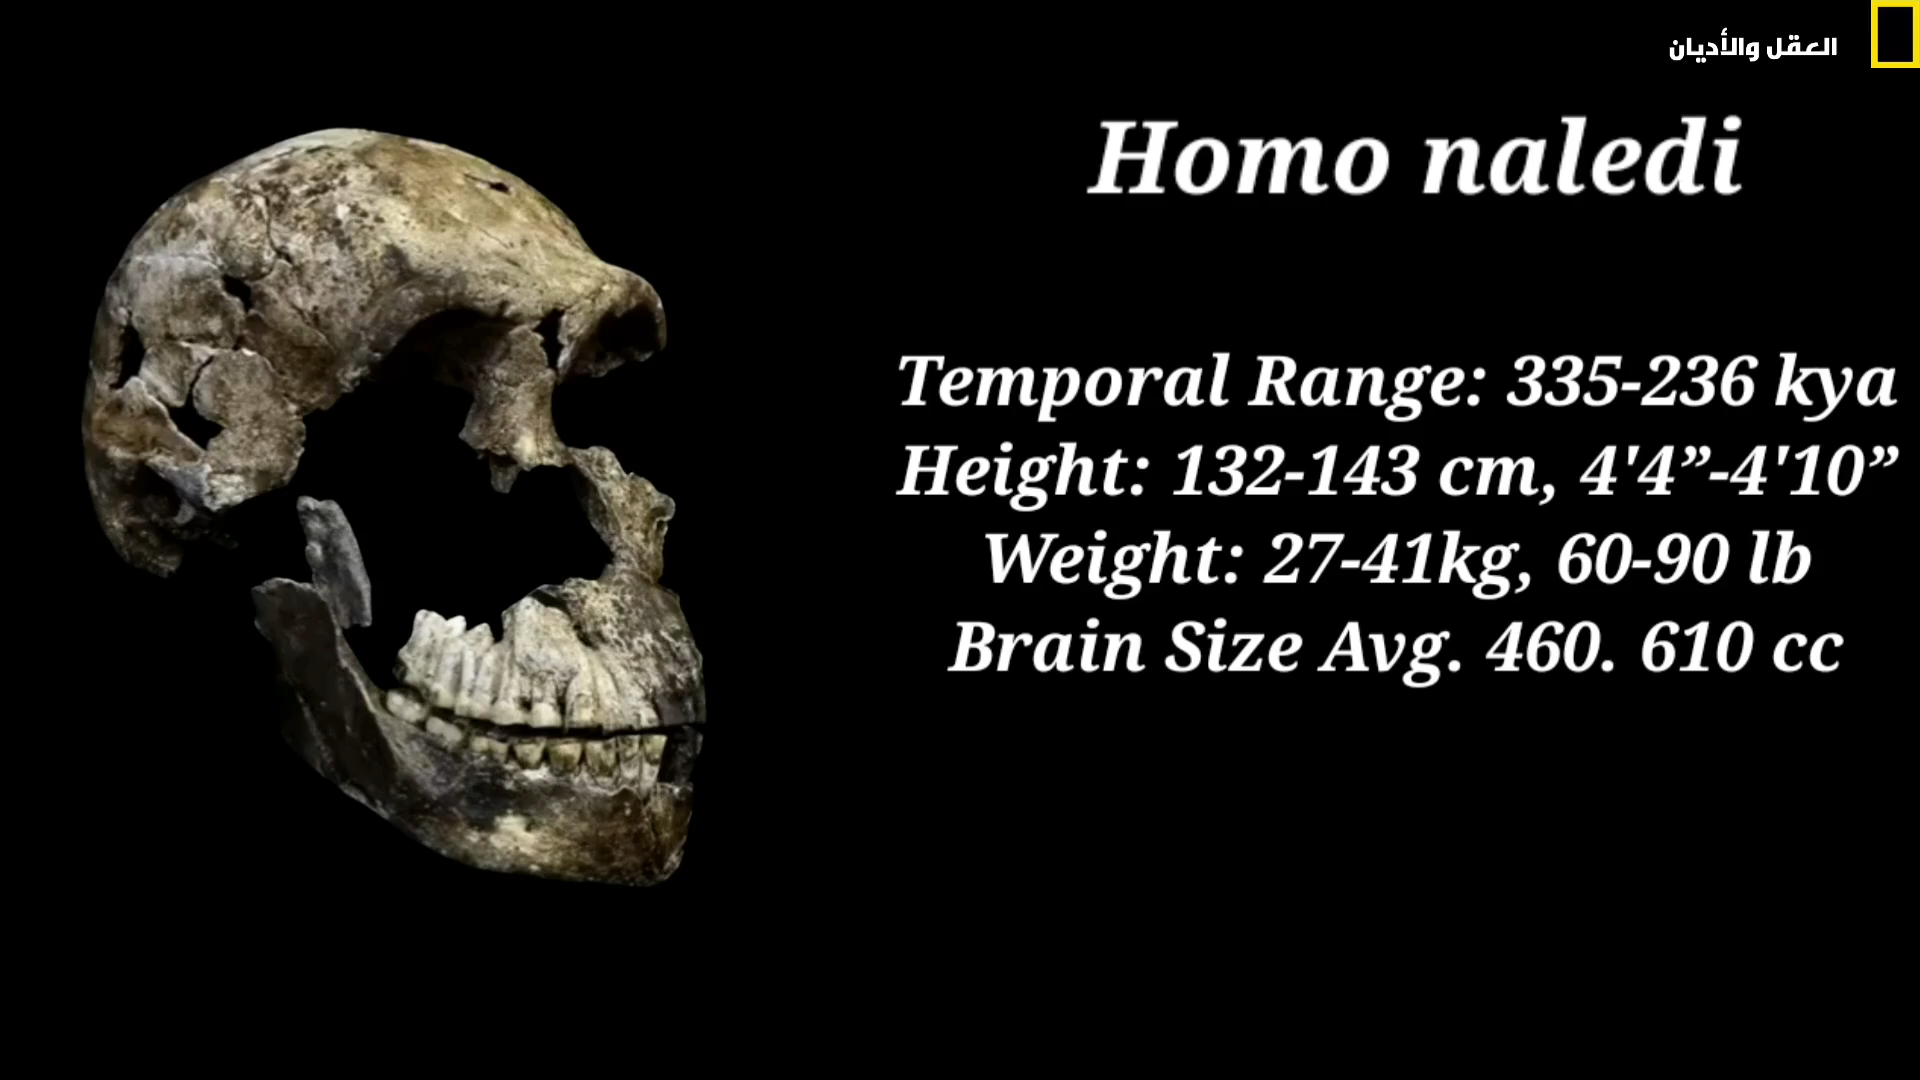 العقل والأديان
Homo naledi
Temporal Range: 335-236 kya
Height: 132-143 cm, 4'4”-4'10”
Weight: 27-41kg, 60-90 lb
Brain Size Avg. 460. 610 cc